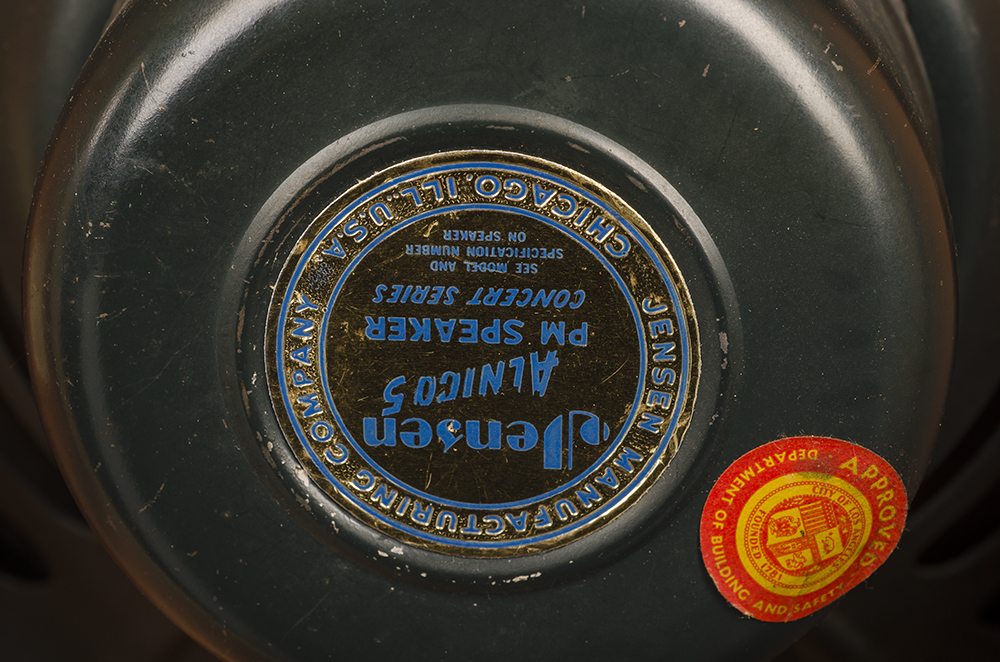 JENSEN MANUFACTURING COMPANY
CHICAGO, ILL. U.S.A.
Jensen
ALNICO 5
PM SPEAKER
CONCERT SERIES
SEE MODEL AND
SPECIFICATION NUMBER
ON SPEAKER
APPROVED
DEPARTMENT OF BUILDING AND SAFETY
CITY OF LOS ANGELES
FOUNDED 1781